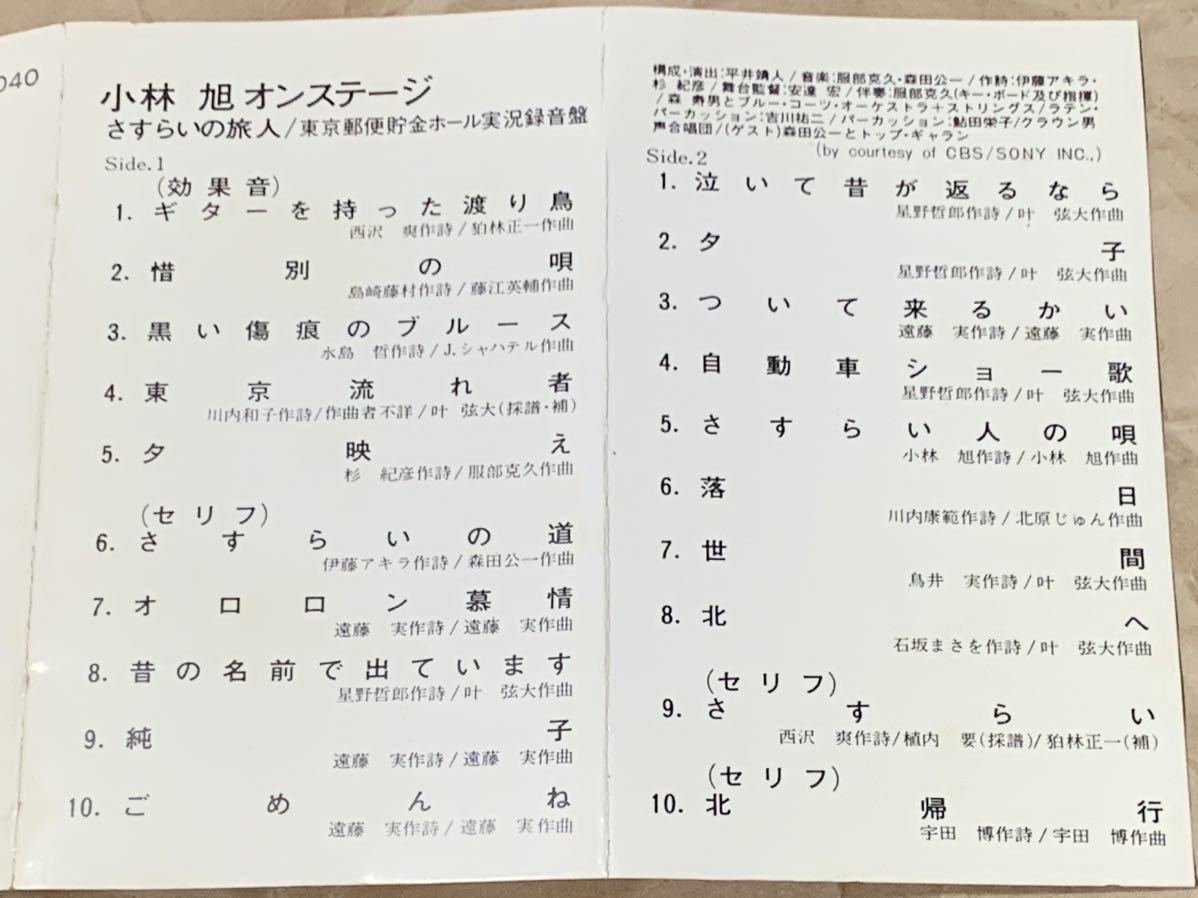 040
小林 旭オンステージ
さすらいの旅人/東京郵便貯金ホール実況録音盤
Side.1
(効果音)
1. ギターを持った渡り鳥
西沢 爽作詩/狛林正一作曲
2. 惜別の唄
島崎藤村作詩/藤江英輔作曲
3. 黒い傷痕のブルース
水島 哲作詩/J.シャハテル作曲
4. 東京流れ者
川内和子作詩/作曲者不詳/叶 弦大(採譜・補)
5. 夕映え
杉 紀彦作詩/服部克久作曲
(セリフ)
6. さすらいの道
伊藤アキラ作詩/森田公一作曲
7. オロロン慕情
遠藤 実作詩/遠藤 実作曲
8. 昔の名前で出ています
星野哲郎作詩/叶 弦大作曲
9. 純子
遠藤 実作詩/遠藤 実作曲
10. ごめんね
遠藤 実作詩/遠藤 実作曲
構成・演出:平井靖人/音楽:服部克久・森田公一/作詩:伊藤アキラ・
杉 紀彦/舞台監督:安達 宏/伴奏:服部克久(キー・ボード及び指揮)
/森 寿男とブルー・コーツ・オーケストラ+ストリングス/ラテン・
パーカッション:吉川祐二/パーカッション:鮎田栄子/クラウン男
声合唱団/(ゲスト)森田公一とトップ・ギャラン
(by courtesy of CBS/SONY INC.,)
Side.2
1. 泣いて昔が返るなら
星野哲郎作詩/叶 弦大作曲
2. 夕子
星野哲郎作詩/叶 弦大作曲
3. ついて来るかい
遠藤 実作詩/遠藤 実作曲
4. 自動車ショー歌
星野哲郎作詩/叶 弦大作曲
5. さすらい人の唄
小林 旭作詩/小林 旭作曲
6. 落日
川内康範作詩/北原じゅん作曲
7. 世間
鳥井 実作詩/叶 弦大作曲
8. 北へ
石坂まさを作詩/叶 弦大作曲
(セリフ)
9. さすらい
西沢 爽作詩/植内 要(採譜)/狛林正一(補)
(セリフ)
10. 北帰行
宇田 博作詩/宇田 博作曲